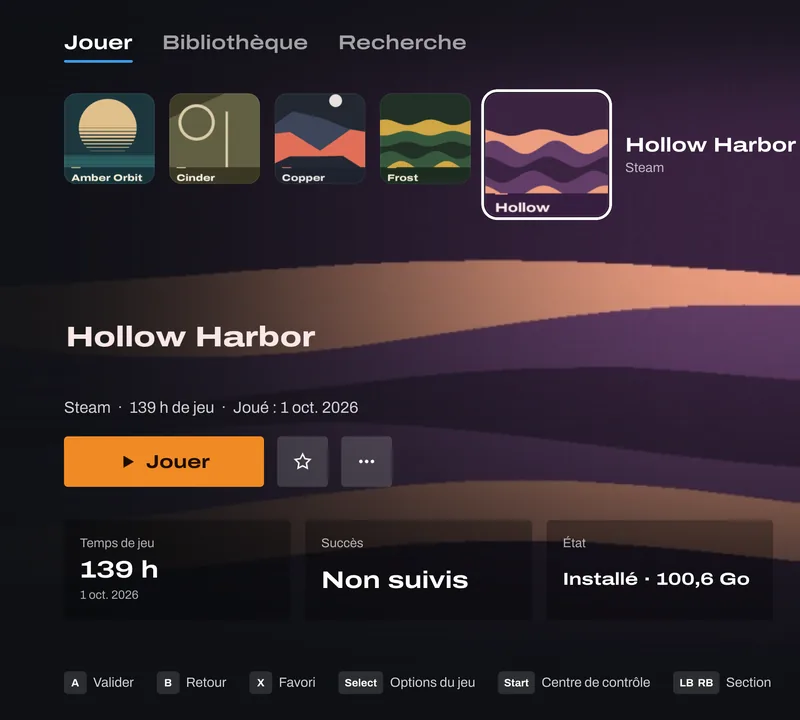 Jouer Bibliothèque Recherche
Amber Orbit
Cinder
Copper
Frost
Hollow
Hollow Harbor
Steam
Hollow Harbor
Steam · 139 h de jeu · Joué : 1 oct. 2026
Jouer
Temps de jeu
139 h
1 oct. 2026
Succès
Non suivis
État
Installé · 100,6 Go
A Valider B Retour X Favori Select Options du jeu Start Centre de contrôle LB RB Section